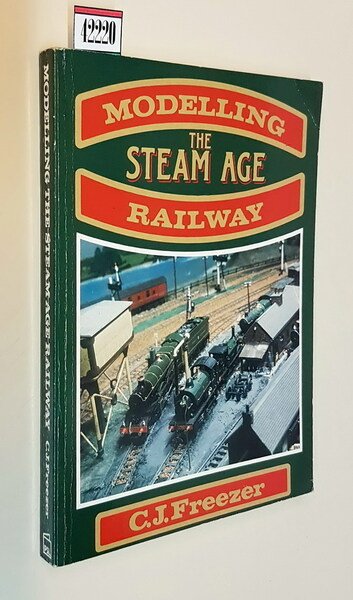 42220
MODELLING
THE
STEAM AGE
RAILWAY
C.J.Freezer
MODELLING THE STEAM AGE RAILWAY C.J.Freezer